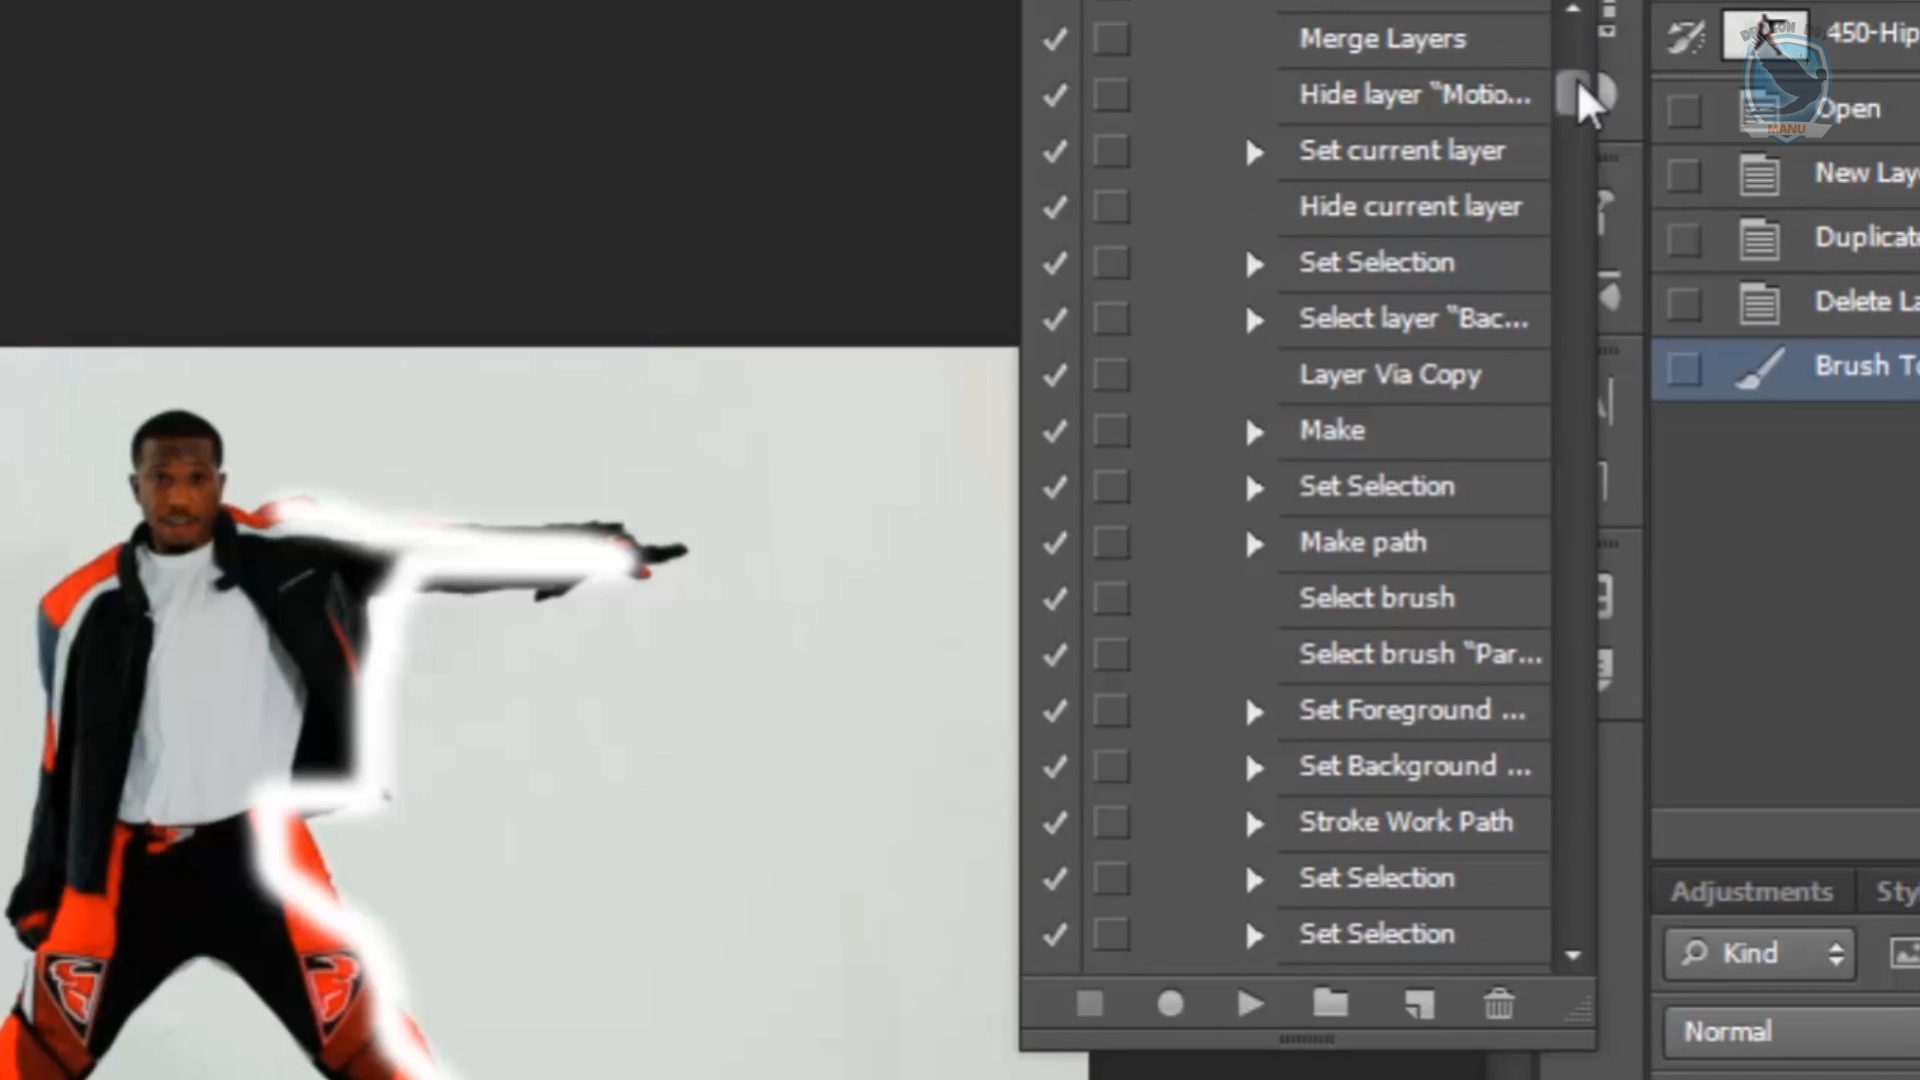 Merge Layers
Hide layer "Motio...
Set current layer
Hide current layer
Set Selection
Select layer "Bac...
Layer Via Copy
Make
Set Selection
Make path
Select brush
Select brush "Par...
Set Foreground ...
Set Background ...
Stroke Work Path
Set Selection
Set Selection
450-Hip
MANU
Open
New Lay
Duplicat
Delete La
Brush To
Adjustments
Sty
Kind
Normal